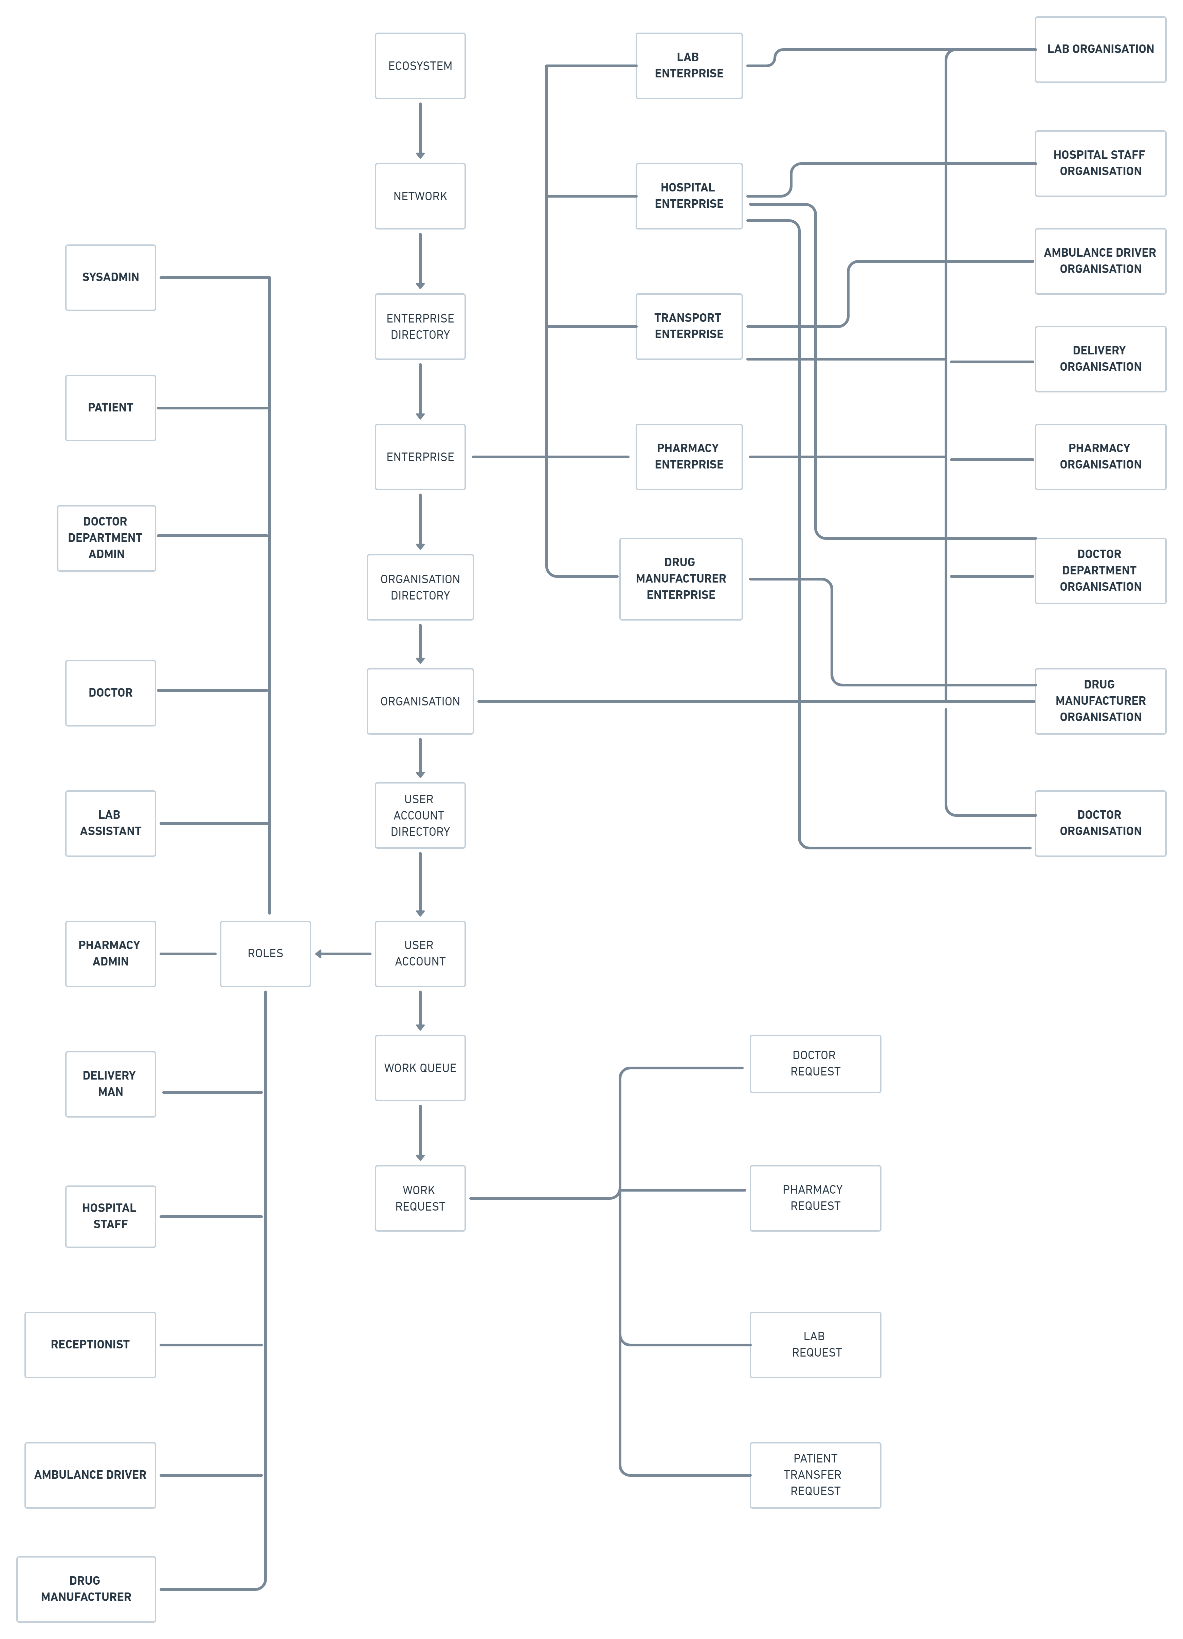 ECOSYSTEM
NETWORK
ENTERPRISE
DIRECTORY
ENTERPRISE
ORGANISATION
DIRECTORY
ORGANISATION
USER
ACCOUNT
DIRECTORY
USER
ACCOUNT
WORK QUEUE
WORK
REQUEST
ROLES
SYSADMIN
PATIENT
DOCTOR
DEPARTMENT
ADMIN
DOCTOR
LAB
ASSISTANT
PHARMACY
ADMIN
DELIVERY
MAN
HOSPITAL
STAFF
RECEPTIONIST
AMBULANCE DRIVER
DRUG
MANUFACTURER
LAB
ENTERPRISE
HOSPITAL
ENTERPRISE
TRANSPORT
ENTERPRISE
PHARMACY
ENTERPRISE
DRUG
MANUFACTURER
ENTERPRISE
LAB ORGANISATION
HOSPITAL STAFF
ORGANISATION
AMBULANCE DRIVER
ORGANISATION
DELIVERY
ORGANISATION
PHARMACY
ORGANISATION
DOCTOR
DEPARTMENT
ORGANISATION
DRUG
MANUFACTURER
ORGANISATION
DOCTOR
ORGANISATION
DOCTOR
REQUEST
PHARMACY
REQUEST
LAB
REQUEST
PATIENT
TRANSFER
REQUEST